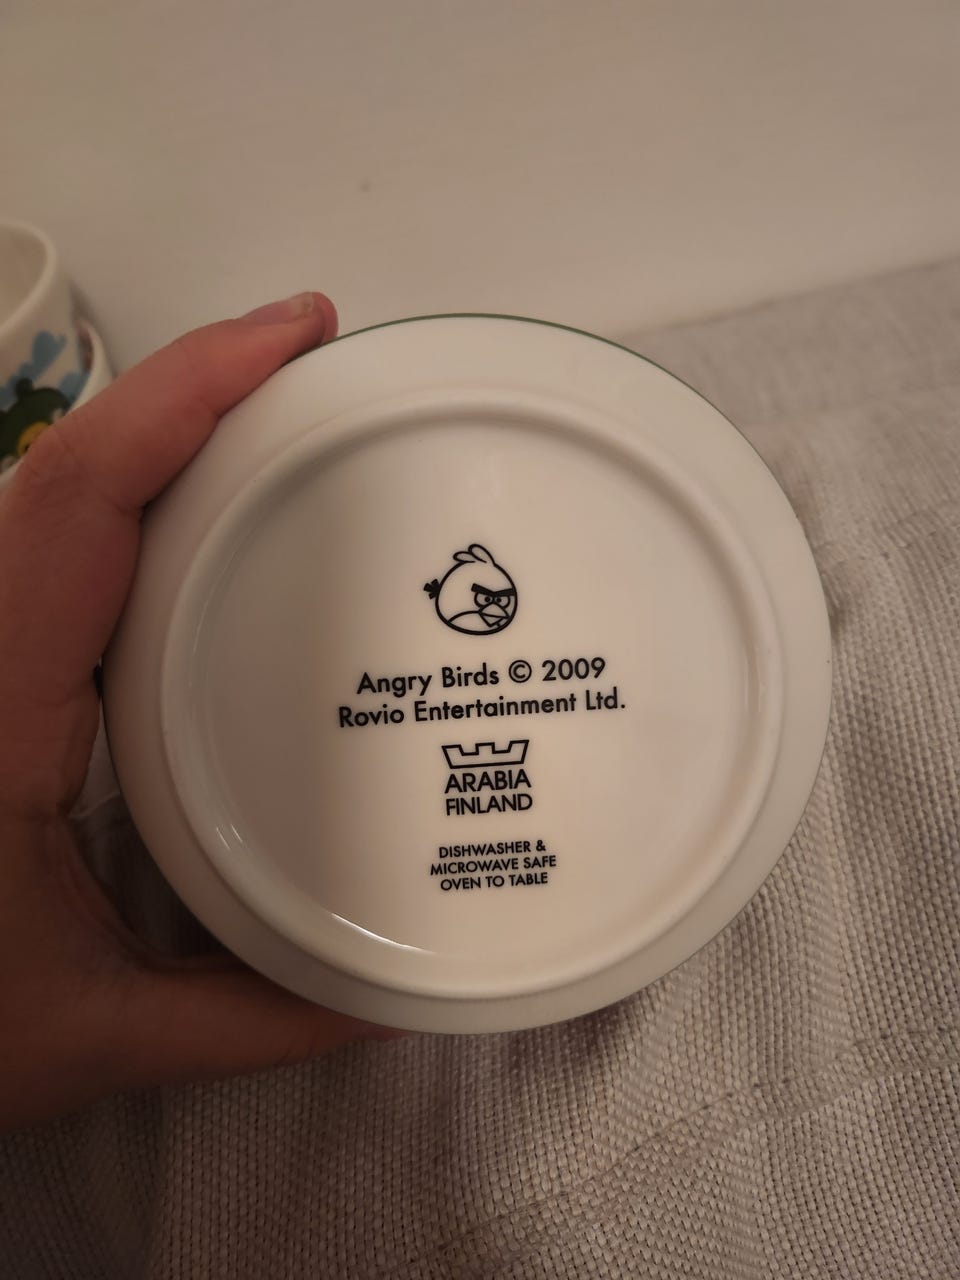 Angry Birds © 2009
Rovio Entertainment Ltd.
ARABIA
FINLAND
DISHWASHER &
MICROWAVE SAFE
OVEN TO TABLE